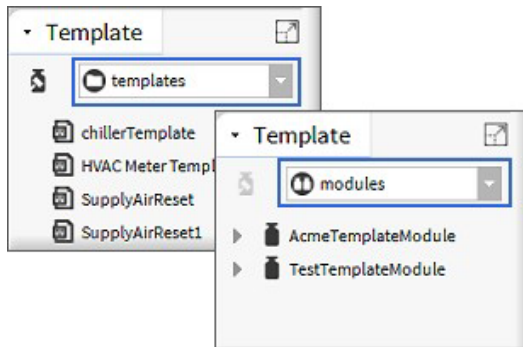 Template
templates
chillerTemplate
HVAC Meter Templ
SupplyAirReset
SupplyAirReset1
Template
modules
AcmeTemplateModule
TestTemplateModule